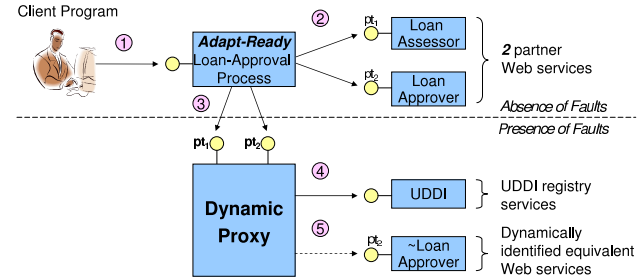 Client Program
1
Adapt-Ready
Loan-Approval
Process
2
pt1
Loan
Assessor
pt2
Loan
Approver
2 partner
Web services
3
Absence of Faults
Presence of Faults
pt1
pt2
Dynamic
Proxy
4
UDDI
UDDI registry
services
5
pt2
~Loan
Approver
Dynamically
identified equivalent
Web services